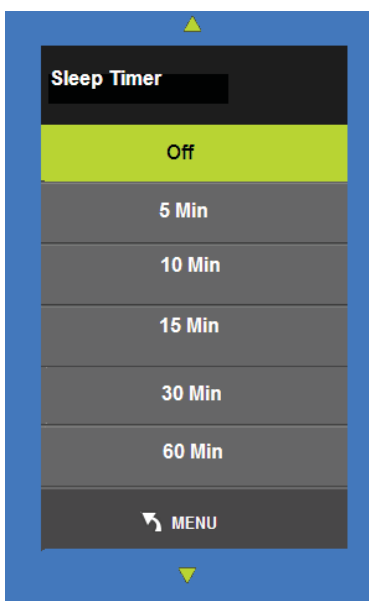 Sleep Timer
Off
5 Min
10 Min
15 Min
30 Min
60 Min
MENU